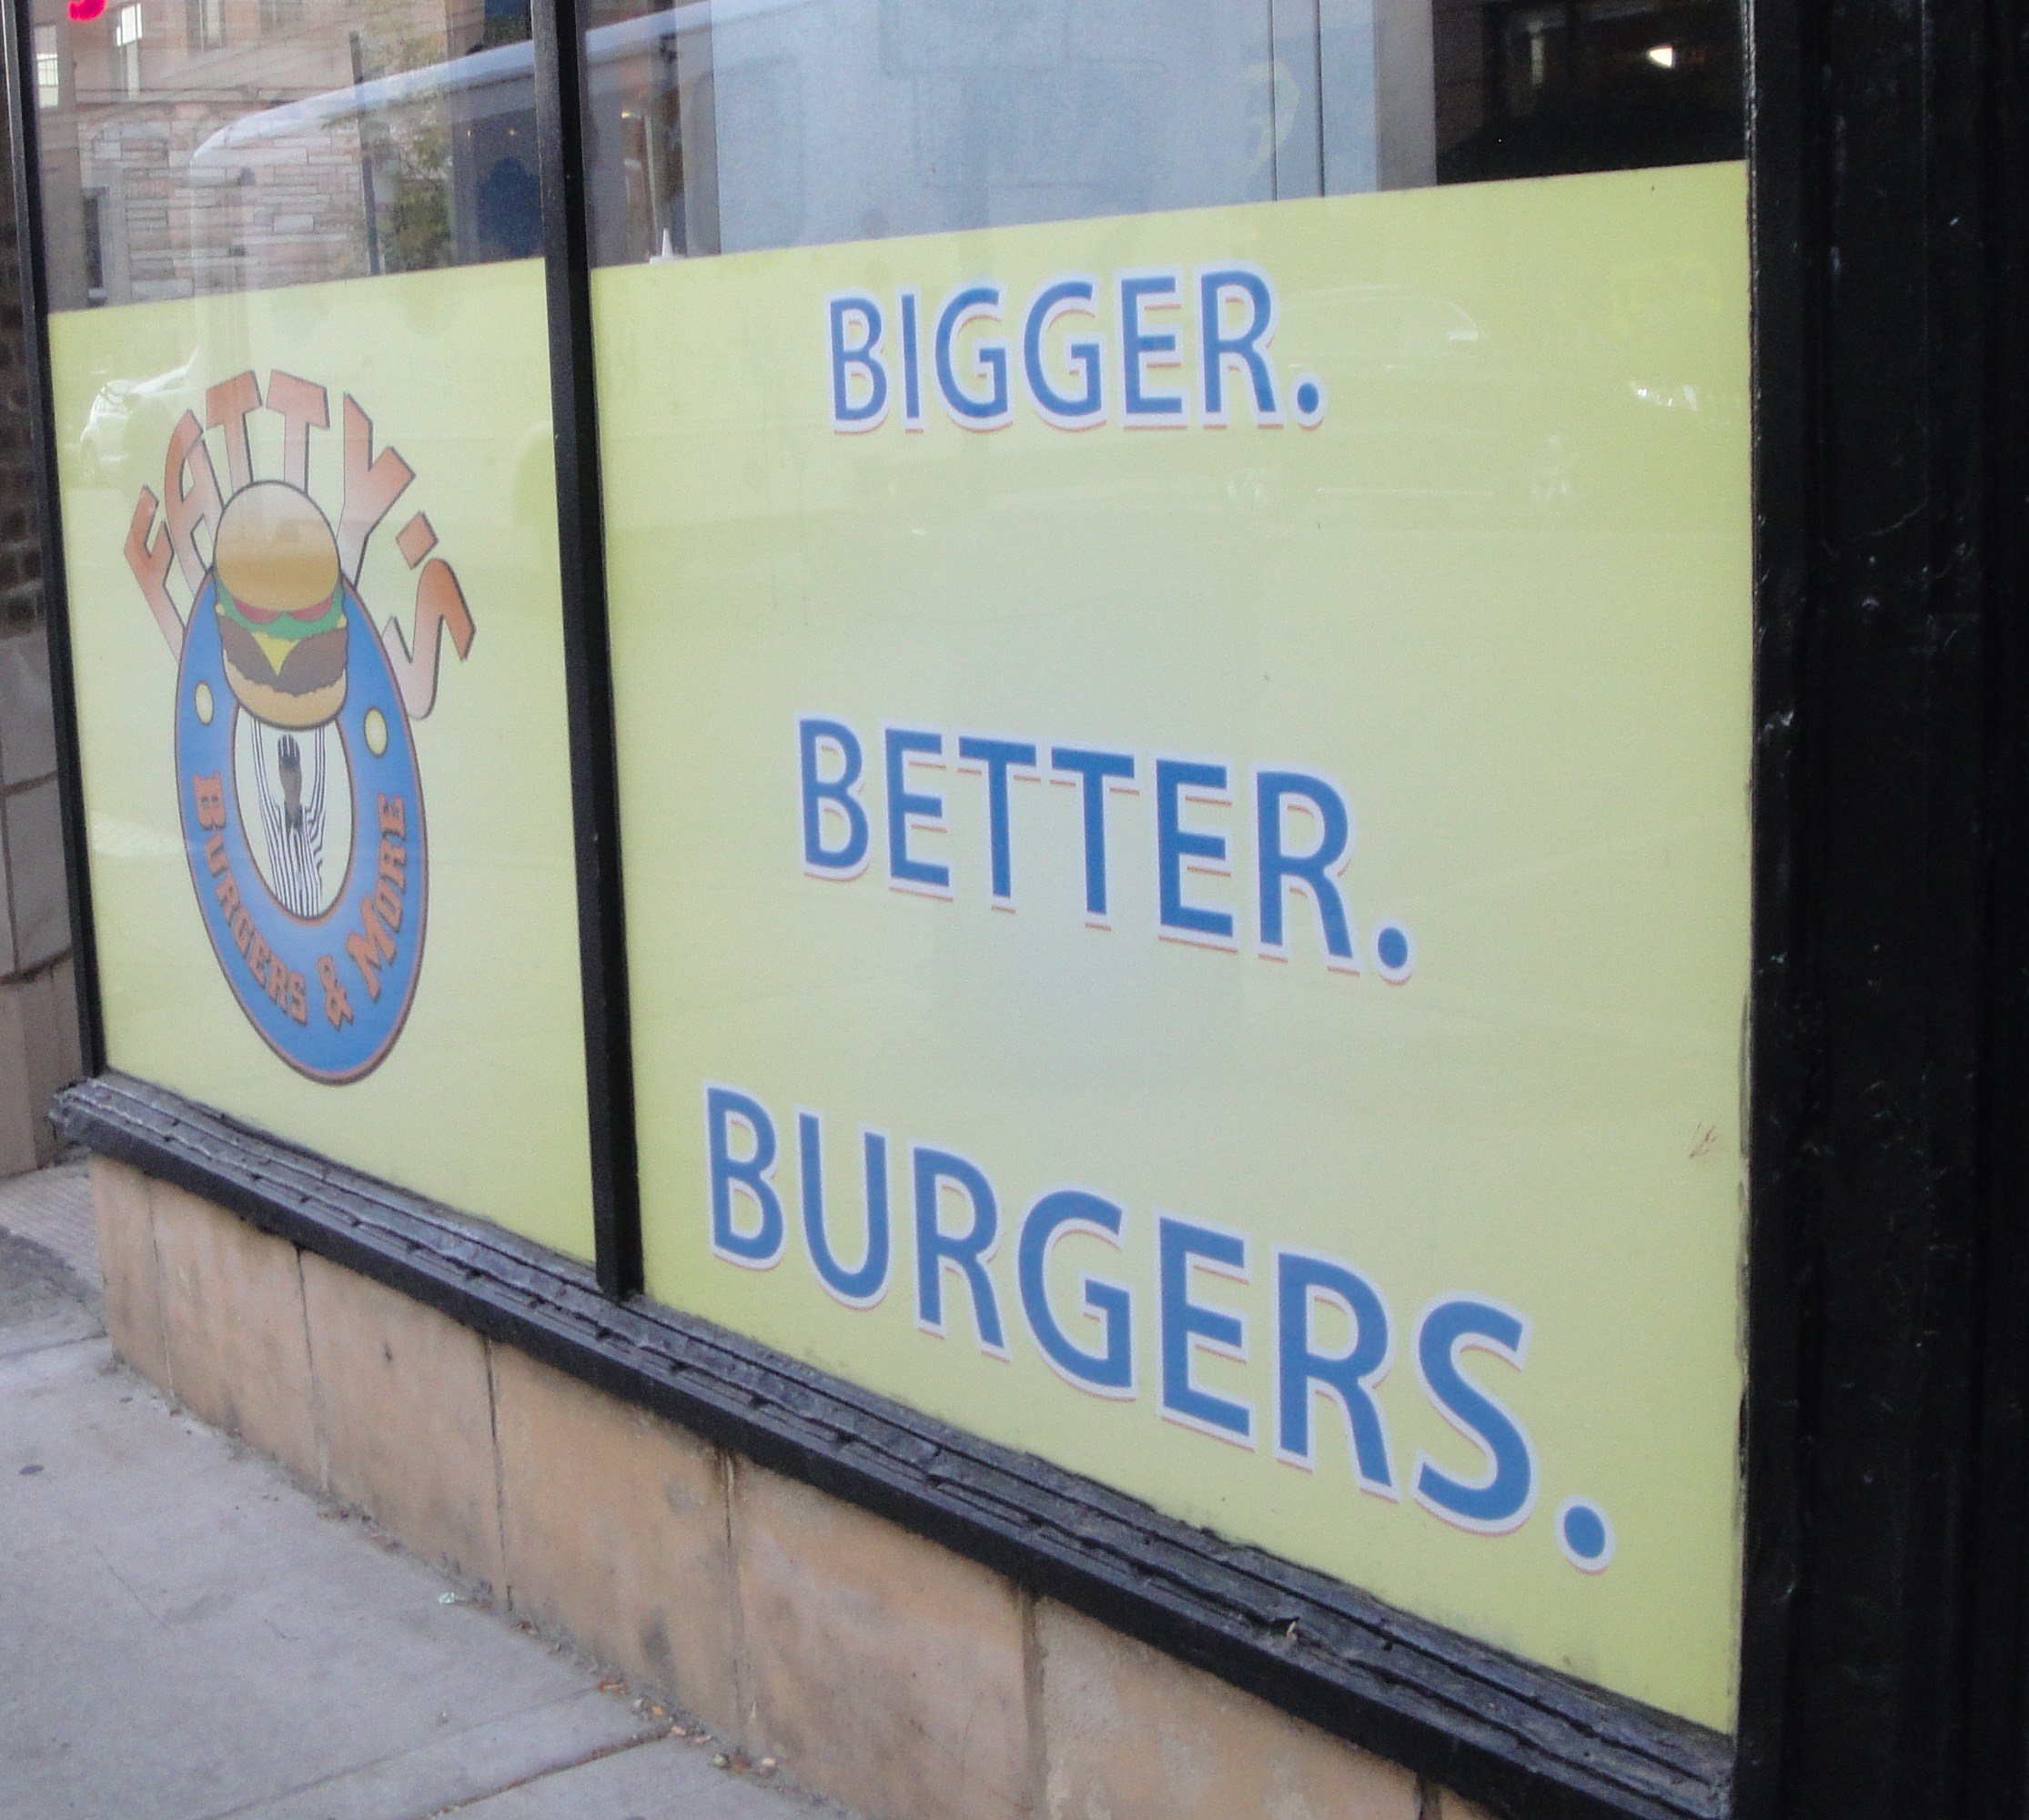 FATTY'S
BURGERS & MORE
BIGGER.
BETTER.
BURGERS.